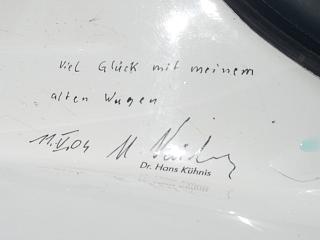 Viel Glück mit meinem
alten Wagen
11.V.04
Dr. Hans Kühnis